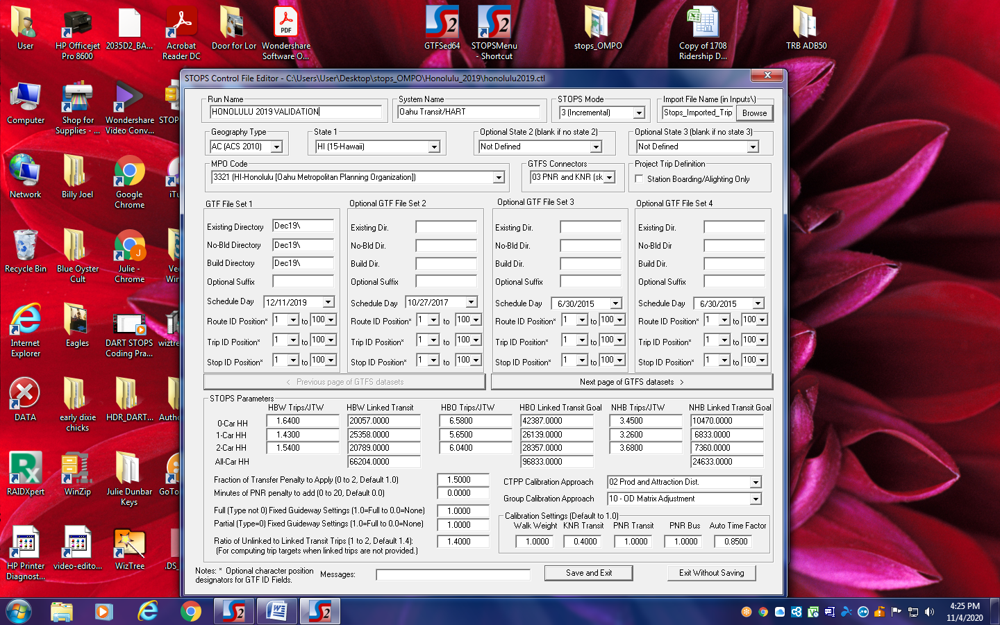 User
HP Officejet Pro 8600
2035D2_BA...
Acrobat Reader DC
Door for Lor
Wondershare Software O...
GTFSed64
STOPSMenu - Shortcut
stops_OMPO
Copy of 1708 Ridership D...
TRB ADB50
Computer
Shop for Supplies - ...
Wondershare Video Conv...
Network
Billy Joel
Google Chrome
Recycle Bin
Blue Oyster Cult
Julie - Chrome
Internet Explorer
Eagles
DART STOPS Coding Pra...
DATA
early dixie chicks
HDR_DART...
RAIDXpert
WinZip
Julie Dunbar Keys
HP Printer Diagnost...
video-edito...
WizTree
STOPS Control File Editor - C:\Users\User\Desktop\stops_OMPO\Honolulu_2019\honolulu2019.ctl
Run Name System Name STOPS Mode Import File Name (in Inputs\)
HONOLULU 2019 VALIDATION Oahu Transit/HART 3 (Incremental) Stops_Imported_Trip Browse
Geography Type State 1 Optional State 2 (blank if no state 2) Optional State 3 (blank if no state 3)
AC (ACS 2010) HI (15-Hawaii) Not Defined Not Defined
MPO Code GTFS Connectors Project Trip Definition
3321 (HI-Honolulu [Oahu Metropolitan Planning Organization]) 03 PNR and KNR (sk Station Boarding/Alighting Only
GTF File Set 1 Optional GTF File Set 2 Optional GTF File Set 3 Optional GTF File Set 4
Existing Directory Dec19\ Existing Dir. Existing Dir. Existing Dir.
No-Bld Directory Dec19\ No-Bld Dir. No-Bld Dir. No-Bld Dir
Build Directory Dec19\ Build Dir. Build Dir. Build Dir.
Optional Suffix Optional Suffix Optional Suffix Optional Suffix
Schedule Day 12/11/2019 Schedule Day 10/27/2017 Schedule Day 6/30/2015 Schedule Day 6/30/2015
Route ID Position* 1 to 100 Route ID Position* 1 to 100 Route ID Position* 1 to 100 Route ID Position* 1 to 100
Trip ID Position* 1 to 100 Trip ID Position* 1 to 100 Trip ID Position* 1 to 100 Trip ID Position* 1 to 100
Stop ID Position* 1 to 100 Stop ID Position* 1 to 100 Stop ID Position* 1 to 100 Stop ID Position* 1 to 100
< Previous page of GTFS datasets Next page of GTFS datasets >
STOPS Parameters
HBW Trips/JTW HBW Linked Transit HBO Trips/JTW HBO Linked Transit Goal NHB Trips/JTW NHB Linked Transit Goal
0-Car HH 1.6400 20057.0000 6.5800 42387.0000 3.4500 10470.0000
1-Car HH 1.4300 25358.0000 5.6500 26139.0000 3.2600 6833.0000
2-Car HH 1.5400 20789.0000 6.0400 28357.0000 3.6800 7360.0000
All-Car HH 66204.0000 96833.0000 24633.0000
Fraction of Transfer Penalty to Apply (0 to 2, Default 1.0) 1.5000 CTPP Calibration Approach 02 Prod and Attraction Dist.
Minutes of PNR penalty to add (0 to 20, Default 0.0) 0.0000 Group Calibration Approach 10 - OD Matrix Adjustment
Full (Type not 0) Fixed Guideway Settings (1.0=Full to 0.0=None) 1.0000
Partial (Type=0) Fixed Guideway Settings (1.0=Full to 0.0=None) 1.0000
Calibration Settings (Default to 1.0)
Walk Weight KNR Transit PNR Transit PNR Bus Auto Time Factor
1.0000 0.4000 1.0000 1.0000 0.8500
Ratio of Unlinked to Linked Transit Trips (1 to 2, Default 1.4): 1.4000
(For computing trip targets when linked trips are not provided.)
Notes: * Optional character position
designators for GTF ID Fields.
Messages: Save and Exit Exit Without Saving
4:25 PM
11/4/2020